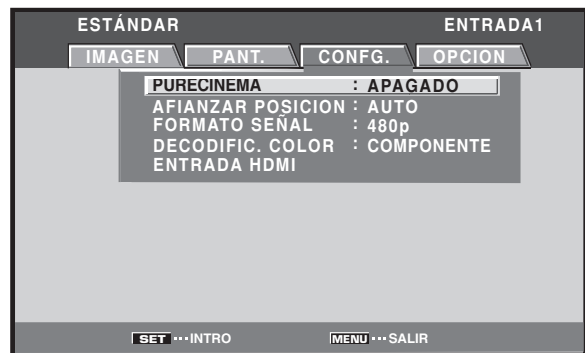 ESTÁNDAR ENTRADA1
IMAGEN PANT. CONFG. OPCION
PURECINEMA : APAGADO
AFIANZAR POSICION : AUTO
FORMATO SEÑAL : 480p
DECODIFIC. COLOR : COMPONENTE
ENTRADA HDMI
SET ···INTRO MENU ···SALIR